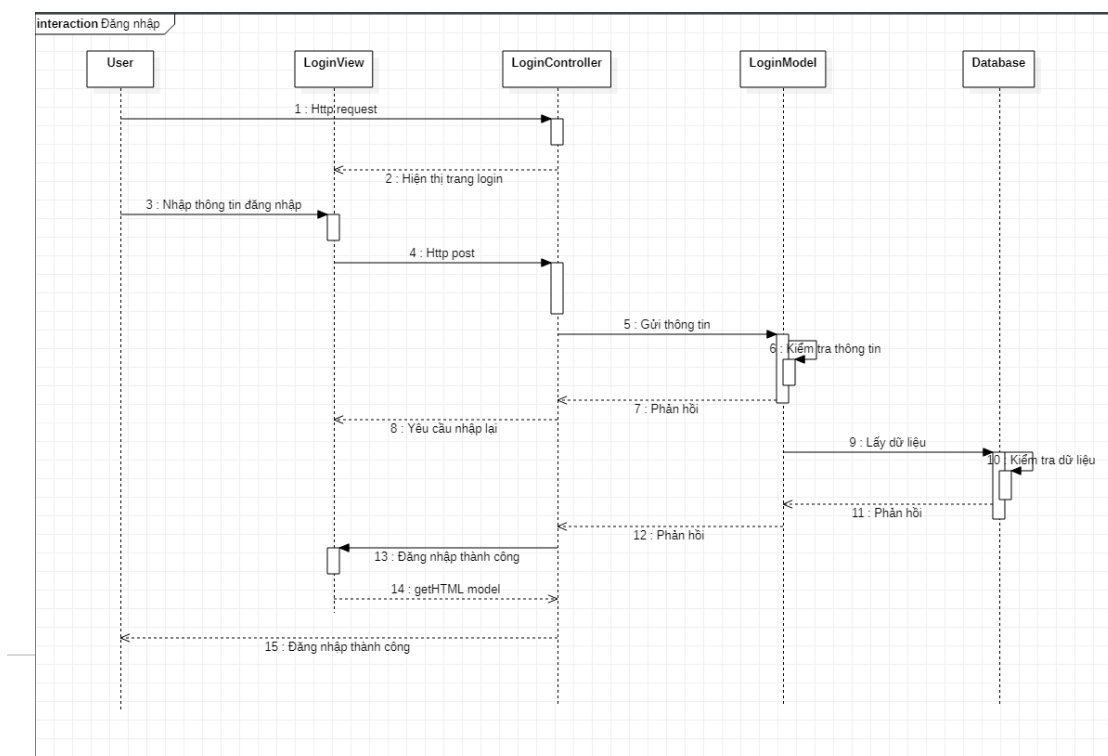 interaction Đăng nhập
User
LoginView
LoginController
LoginModel
Database
1 : Http request
2 : Hiện thị trang login
3 : Nhập thông tin đăng nhập
4 : Http post
5 : Gửi thông tin
6 : Kiểm tra thông tin
7 : Phản hồi
8 : Yêu cầu nhập lại
9 : Lấy dữ liệu
10 : Kiểm tra dữ liệu
11 : Phản hồi
12 : Phản hồi
13 : Đăng nhập thành công
14 : getHTML model
15 : Đăng nhập thành công